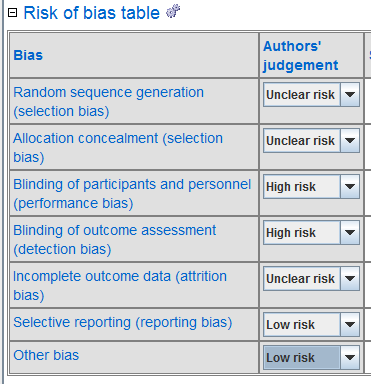 Risk of bias table
Bias
Authors'
judgement
Random sequence generation
(selection bias)
Unclear risk
Allocation concealment (selection
bias)
Unclear risk
Blinding of participants and personnel
(performance bias)
High risk
Blinding of outcome assessment
(detection bias)
High risk
Incomplete outcome data (attrition
bias)
Unclear risk
Selective reporting (reporting bias)
Low risk
Other bias
Low risk